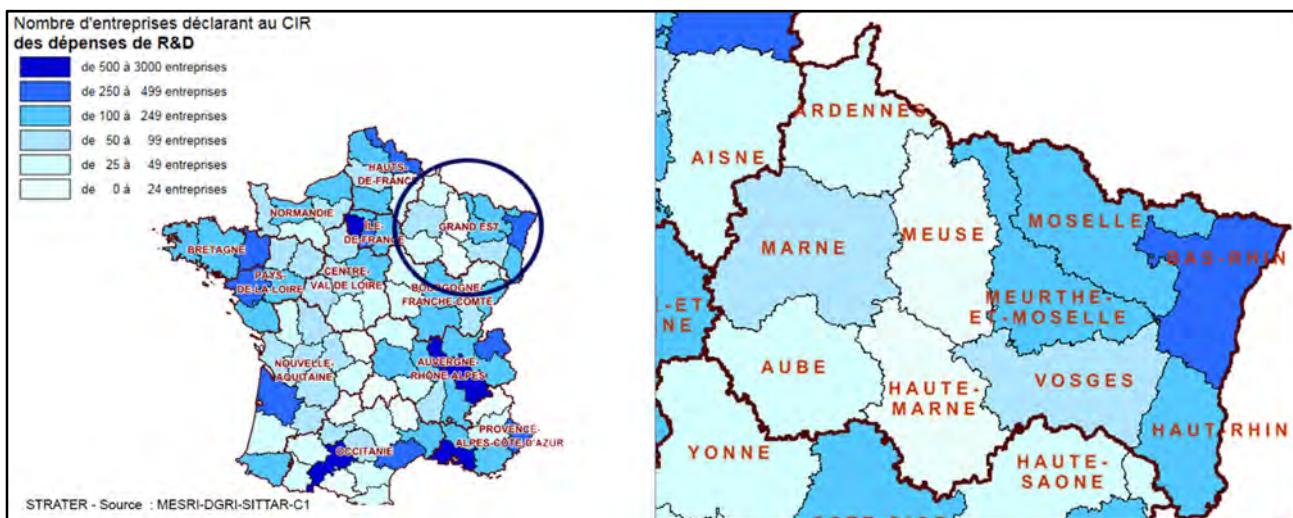 Nombre d'entreprises déclarant au CIR
des dépenses de R&D
de 500 à 3000 entreprises
de 250 à 499 entreprises
de 100 à 249 entreprises
de 50 à 99 entreprises
de 25 à 49 entreprises
de 0 à 24 entreprises
HAUTS-
DE-FRANCE
NORMANDIE
ÎLE-
DE-FRANCE
GRAND EST
BRETAGNE
PAYS-
DE-LA-LOIRE
CENTRE-
VAL DE LOIRE
BOURGOGNE-
FRANCHE-COMTÉ
NOUVELLE-
AQUITAINE
AUVERGNE-
RHÔNE-ALPES
OCCITANIE
PROVENCE-
ALPES-CÔTE D'AZUR
STRATER - Source : MESRI-DGRI-SITTAR-C1
ARDENNES
AISNE
MARNE
MEUSE
MOSELLE
BAS-RHIN
MEURTHE-
ET-MOSELLE
AUBE
HAUTE-
MARNE
VOSGES
HAUT-RHIN
YONNE
HAUTE-
SAONE